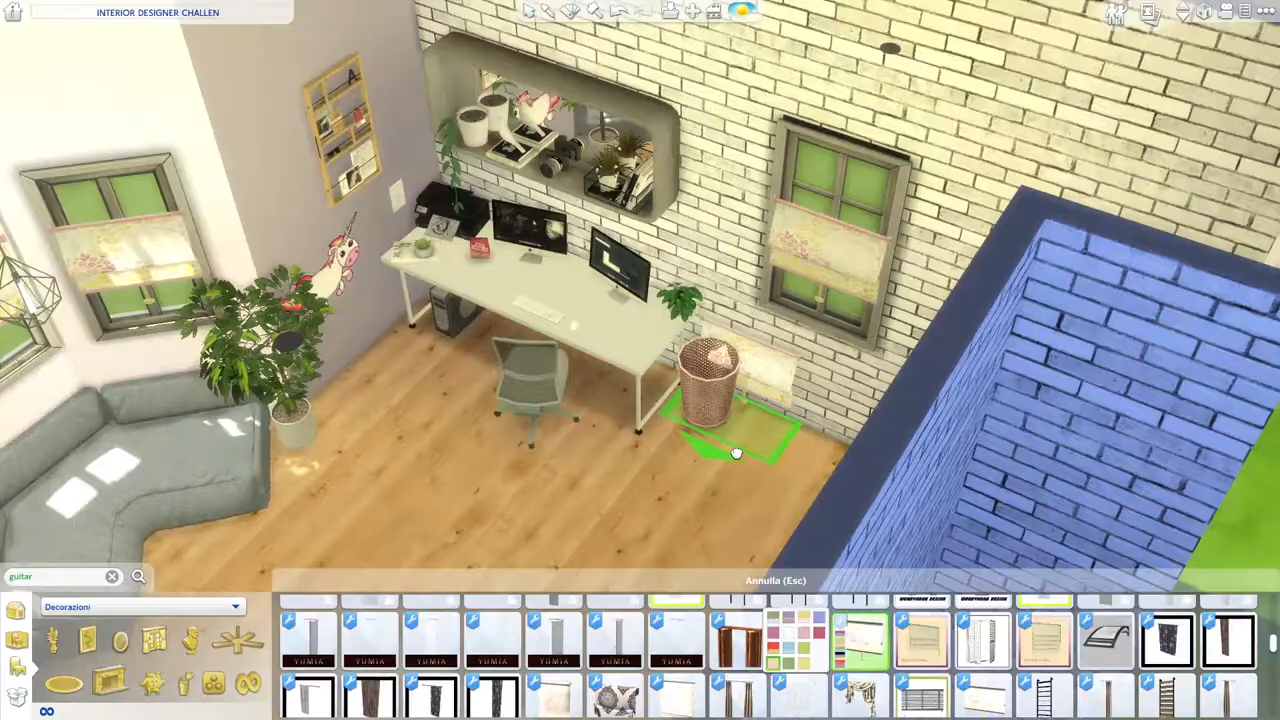 INTERIOR DESIGNER CHALLEN
A
guitar
Annulla (Esc)
Decorazioni
YUMIA
YUMIA
YUMIA
YUMIA
YUMIA
YUMIA
YUMIA